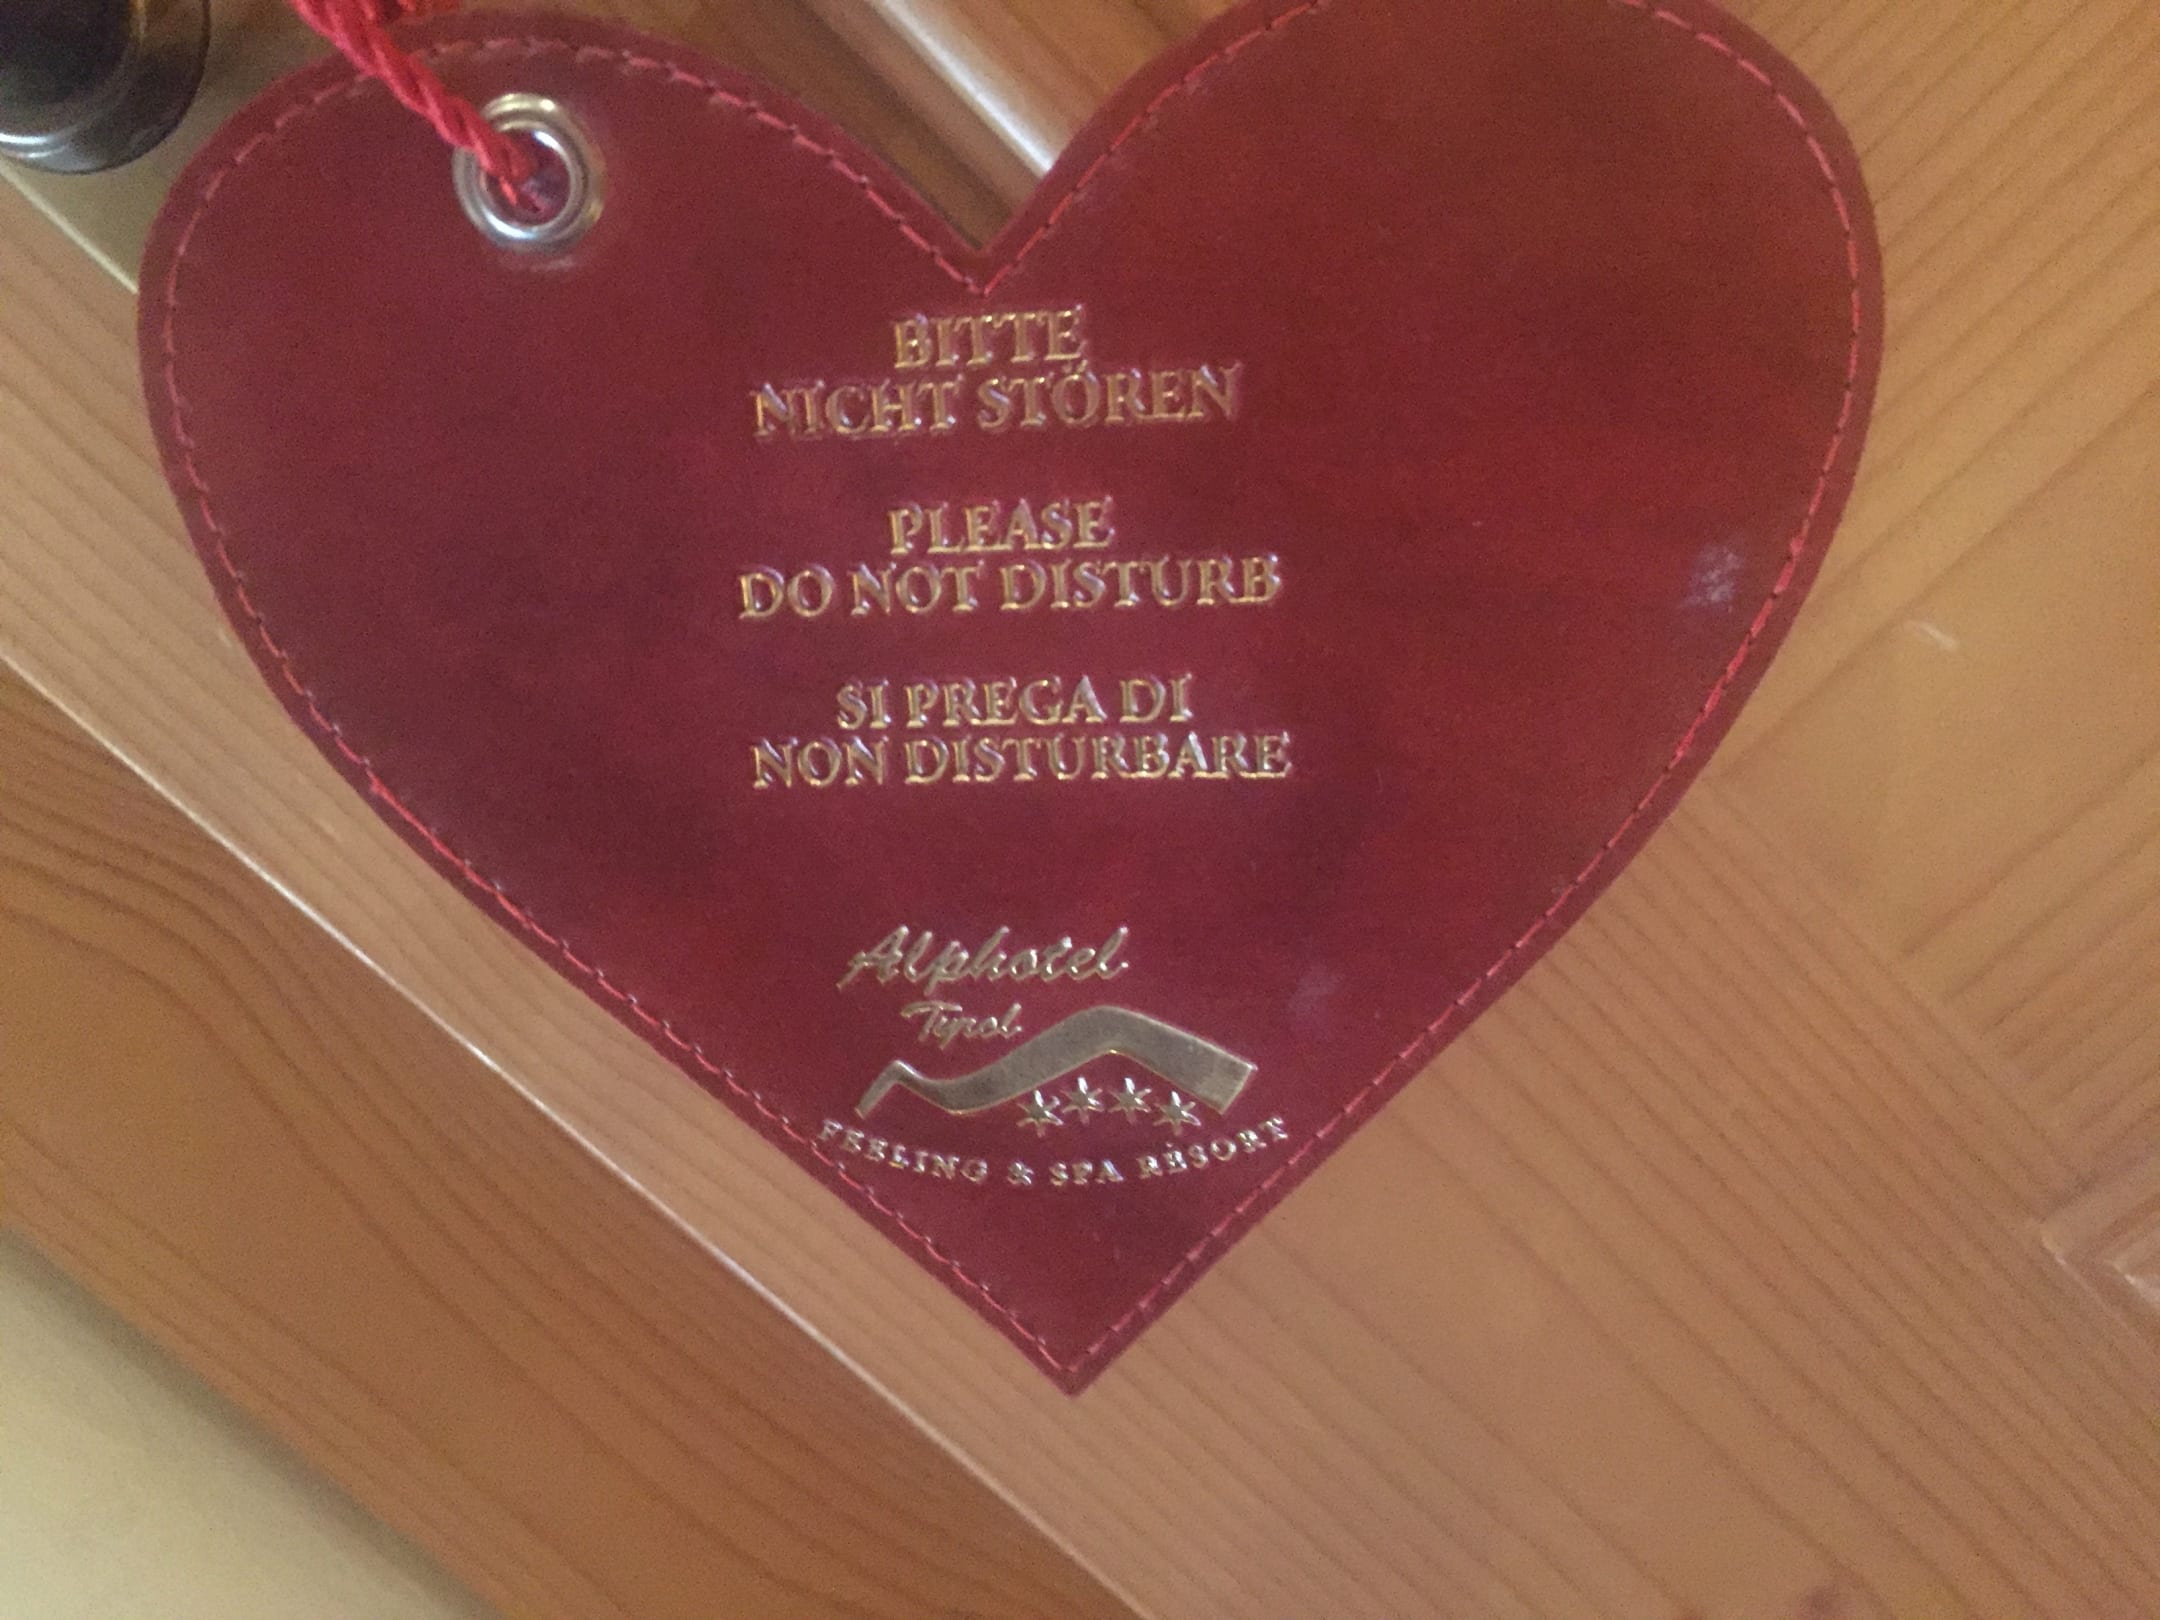 BITTE
NICHT STÖREN
PLEASE
DO NOT DISTURB
SI PREGA DI
NON DISTURBARE
Alphotel
Tyrol
FEELING & SPA RESORT